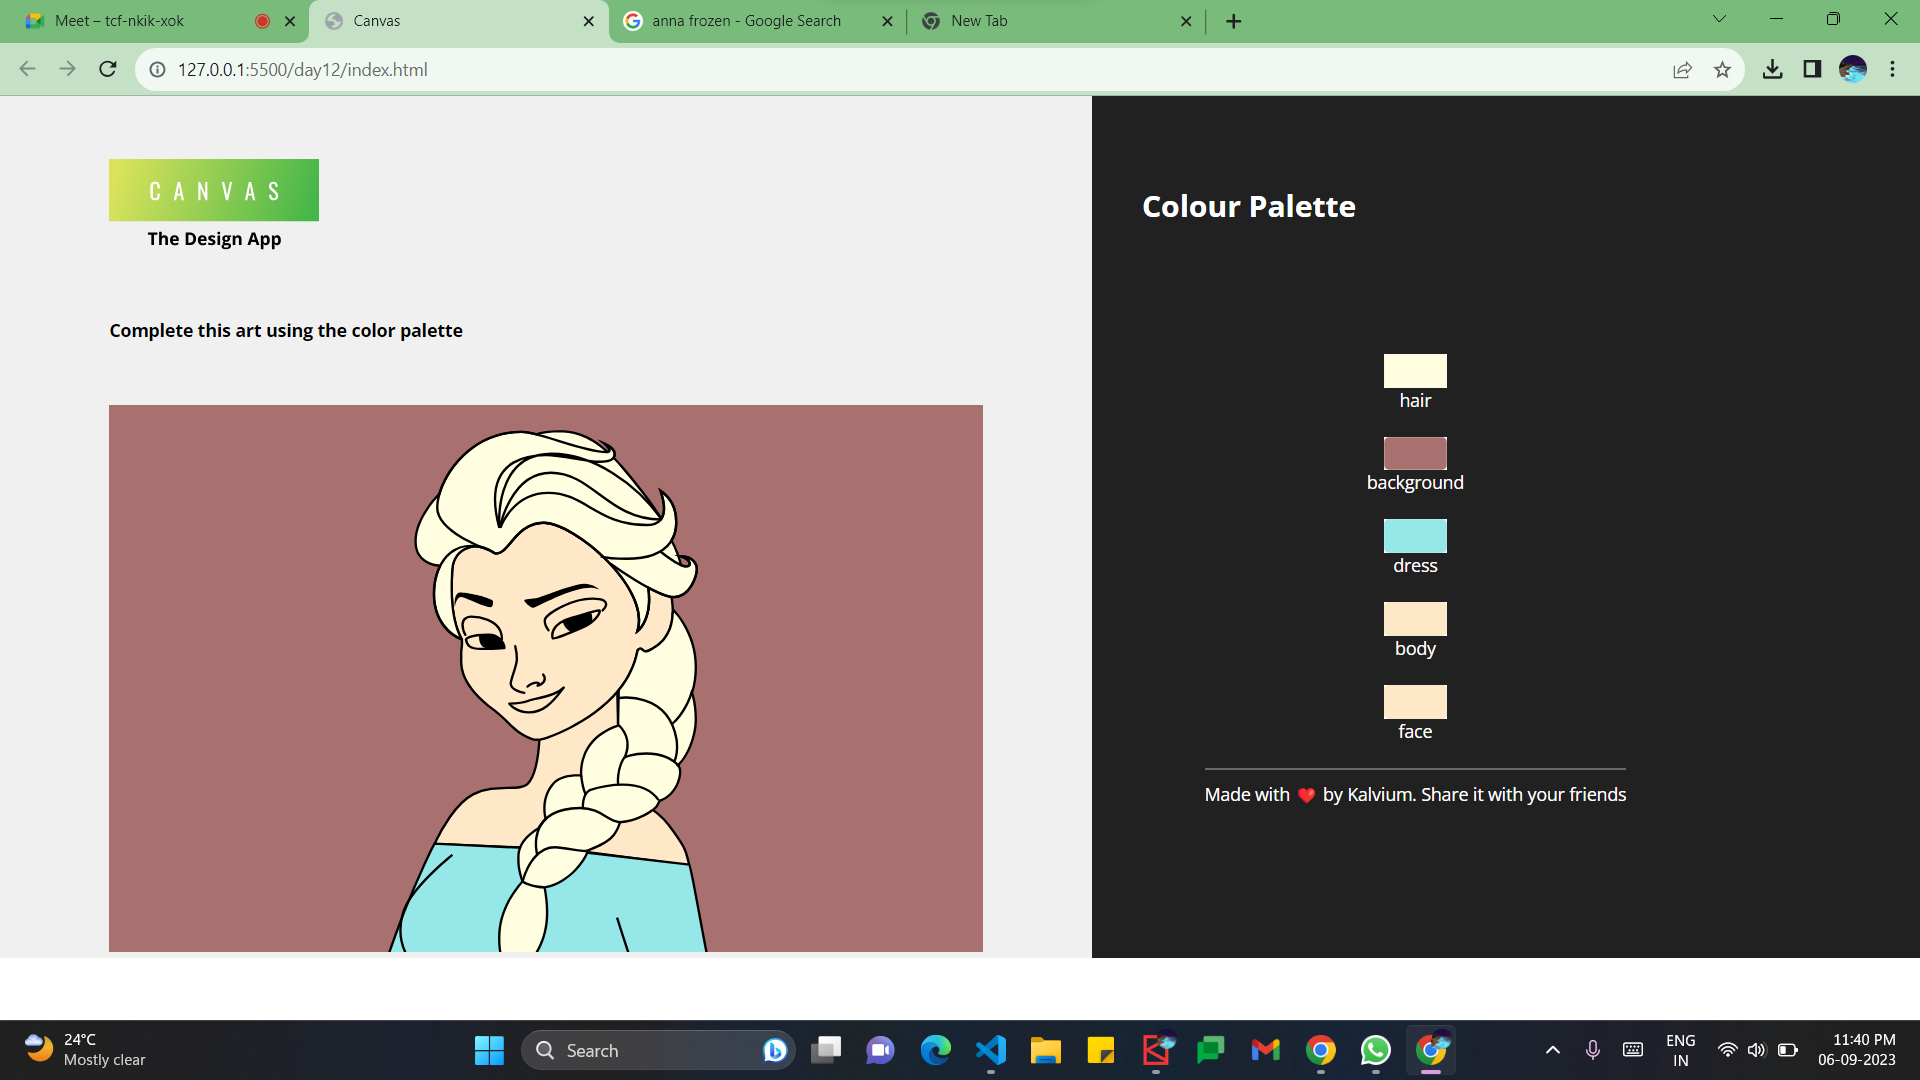 Meet – tcf-nkik-xok
Canvas
anna frozen - Google Search
New Tab
127.0.0.1:5500/day12/index.html
CANVAS
The Design App
Complete this art using the color palette
Colour Palette
hair
background
dress
body
face
Made with ❤️ by Kalvium. Share it with your friends
24°C
Mostly clear
Search
ENG
IN
11:40 PM
06-09-2023